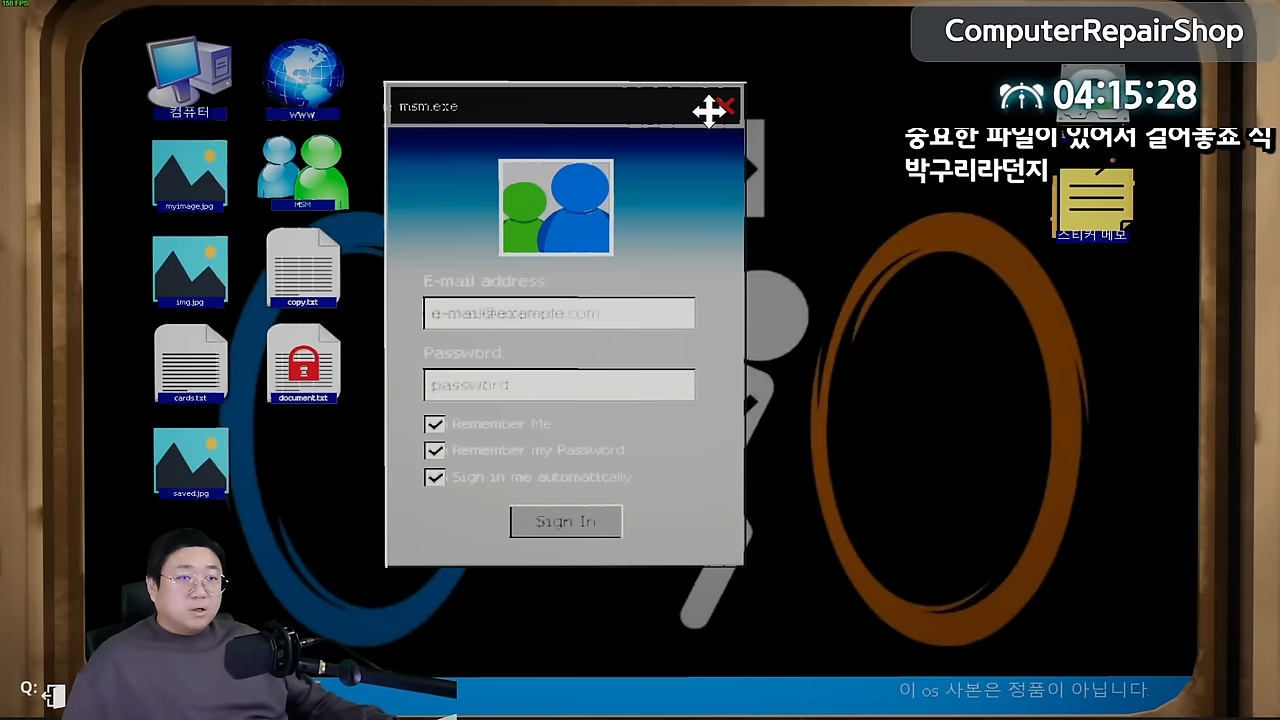 158 FPS
ComputerRepairShop
04:15:28
중요한 파일이 있어서 걸어놓죠 식
박구리라던지
컴퓨터
www
myimage.jpg
MSM
img.jpg
copy.txt
cards.txt
document.txt
saved.jpg
스티커 메모
msm.exe
E-mail address:
e-mail@example.com
Password:
password
Remember Me
Remember my Password
Sign in me automatically
Sign In
Q:
이 os 사본은 정품이 아닙니다.